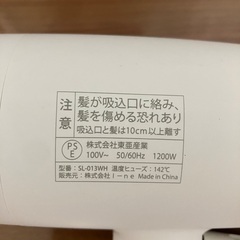 注意
髪が吸込口に絡み、
髪を傷める恐れあり
吸込口と髪は10cm以上離す
PS
E
株式会社東亜産業
100V~ 50/60Hz 1200W
型番：SL-013WH 温度ヒューズ：142℃
販売元：株式会社 I-ne Made in China